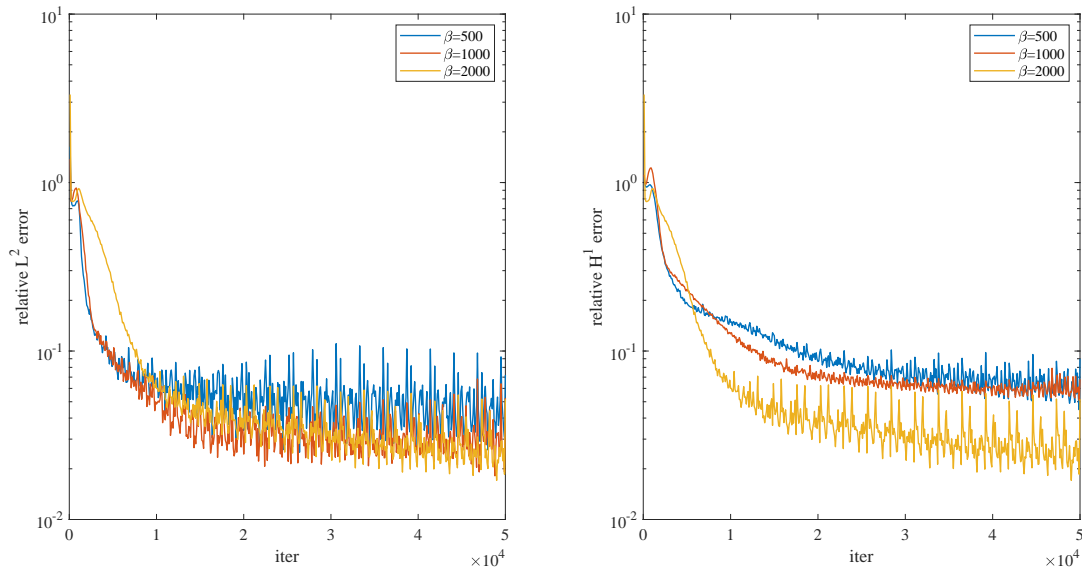 10^1
10^0
10^-1
10^-2
relative L^2 error
0
1
2
3
4
5
×10^4
iter
β=500
β=1000
β=2000
10^1
10^0
10^-1
10^-2
relative H^1 error
0
1
2
3
4
5
×10^4
iter
β=500
β=1000
β=2000